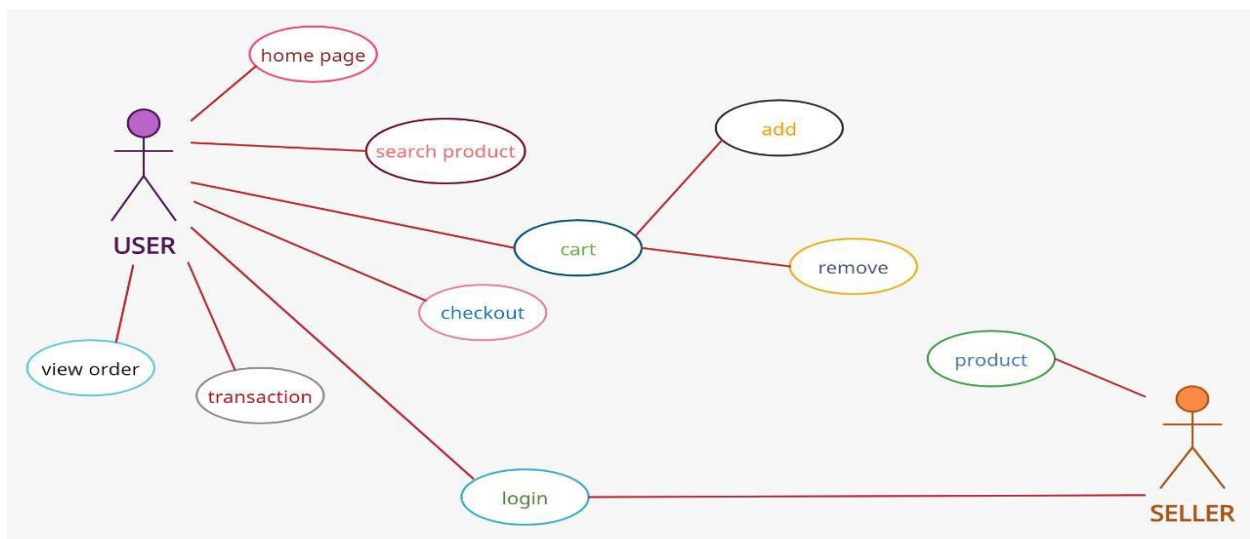 home page
search product
add
USER
cart
remove
checkout
product
view order
transaction
login
SELLER